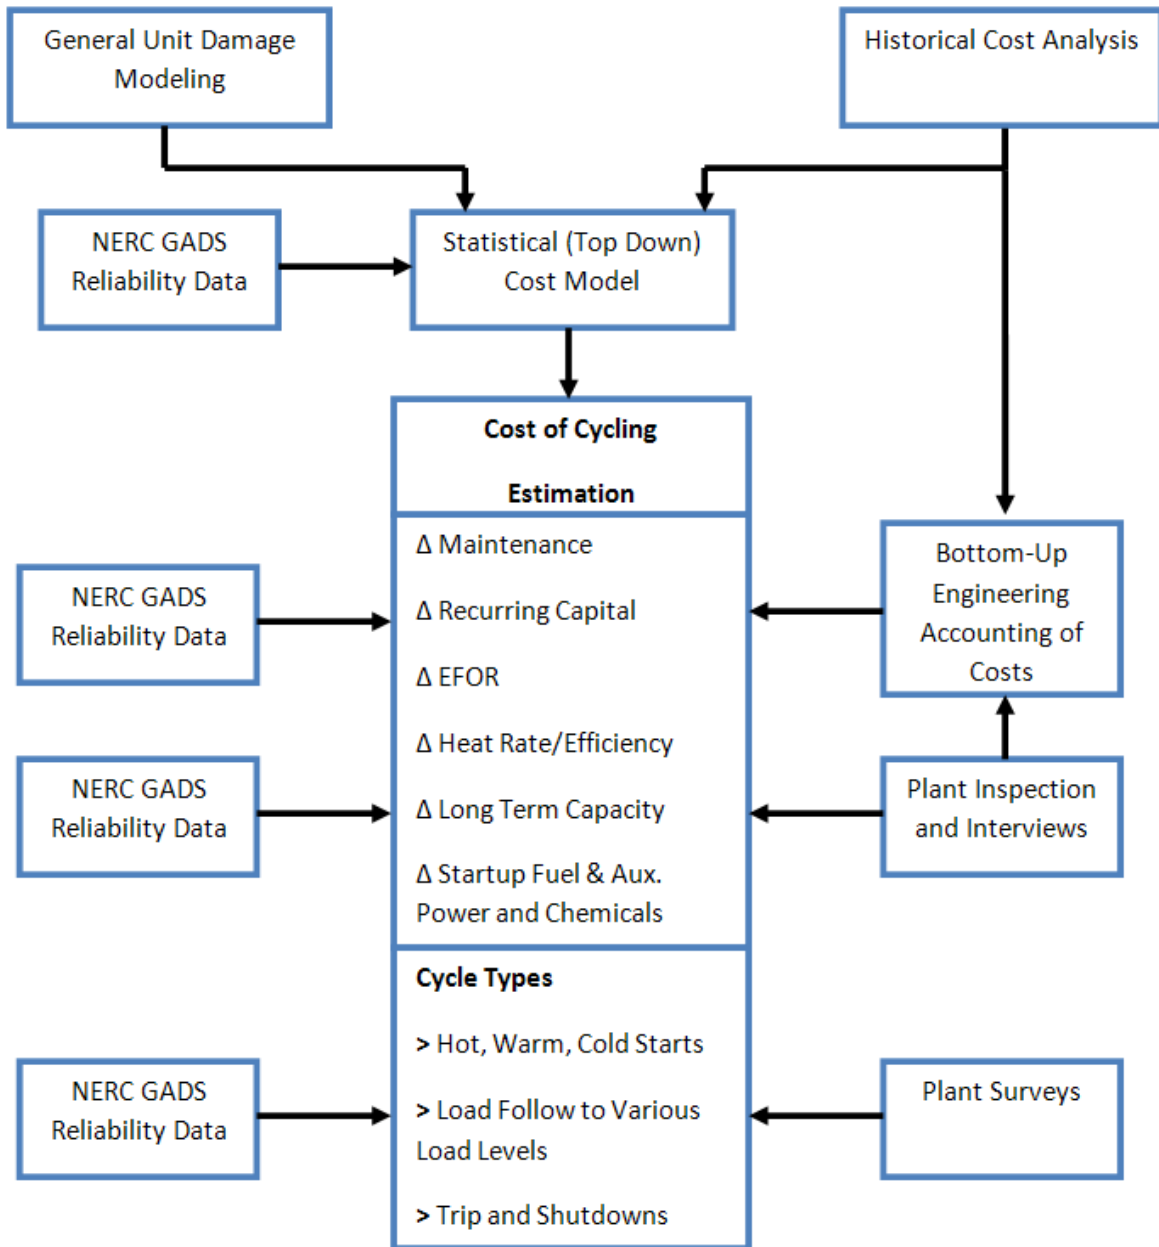 General Unit Damage
Modeling
Historical Cost Analysis
NERC GADS
Reliability Data
Statistical (Top Down)
Cost Model
Cost of Cycling
Estimation
Δ Maintenance
Δ Recurring Capital
Δ EFOR
Δ Heat Rate/Efficiency
Δ Long Term Capacity
Δ Startup Fuel & Aux.
Power and Chemicals
NERC GADS
Reliability Data
Bottom-Up
Engineering
Accounting of
Costs
NERC GADS
Reliability Data
Plant Inspection
and Interviews
Cycle Types
> Hot, Warm, Cold Starts
> Load Follow to Various
Load Levels
> Trip and Shutdowns
NERC GADS
Reliability Data
Plant Surveys